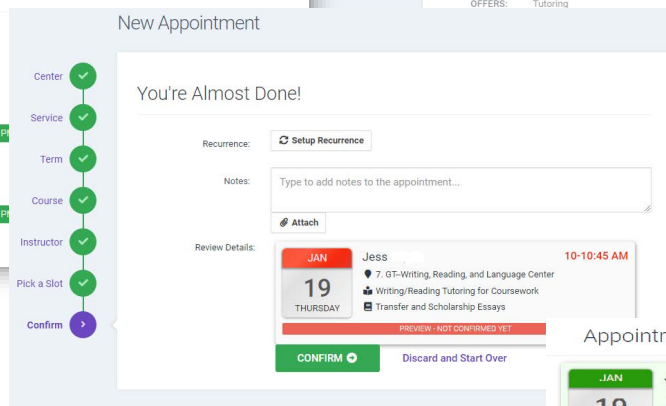 OFFERS: Tutoring
New Appointment
Center
Service
Term
Course
Instructor
Pick a Slot
Confirm
You're Almost Done!
Recurrence: Setup Recurrence
Notes: Type to add notes to the appointment...
Attach
Review Details:
JAN
19
THURSDAY
Jess
10-10:45 AM
7. GT–Writing, Reading, and Language Center
Writing/Reading Tutoring for Coursework
Transfer and Scholarship Essays
PREVIEW - NOT CONFIRMED YET
CONFIRM
Discard and Start Over
JAN
19